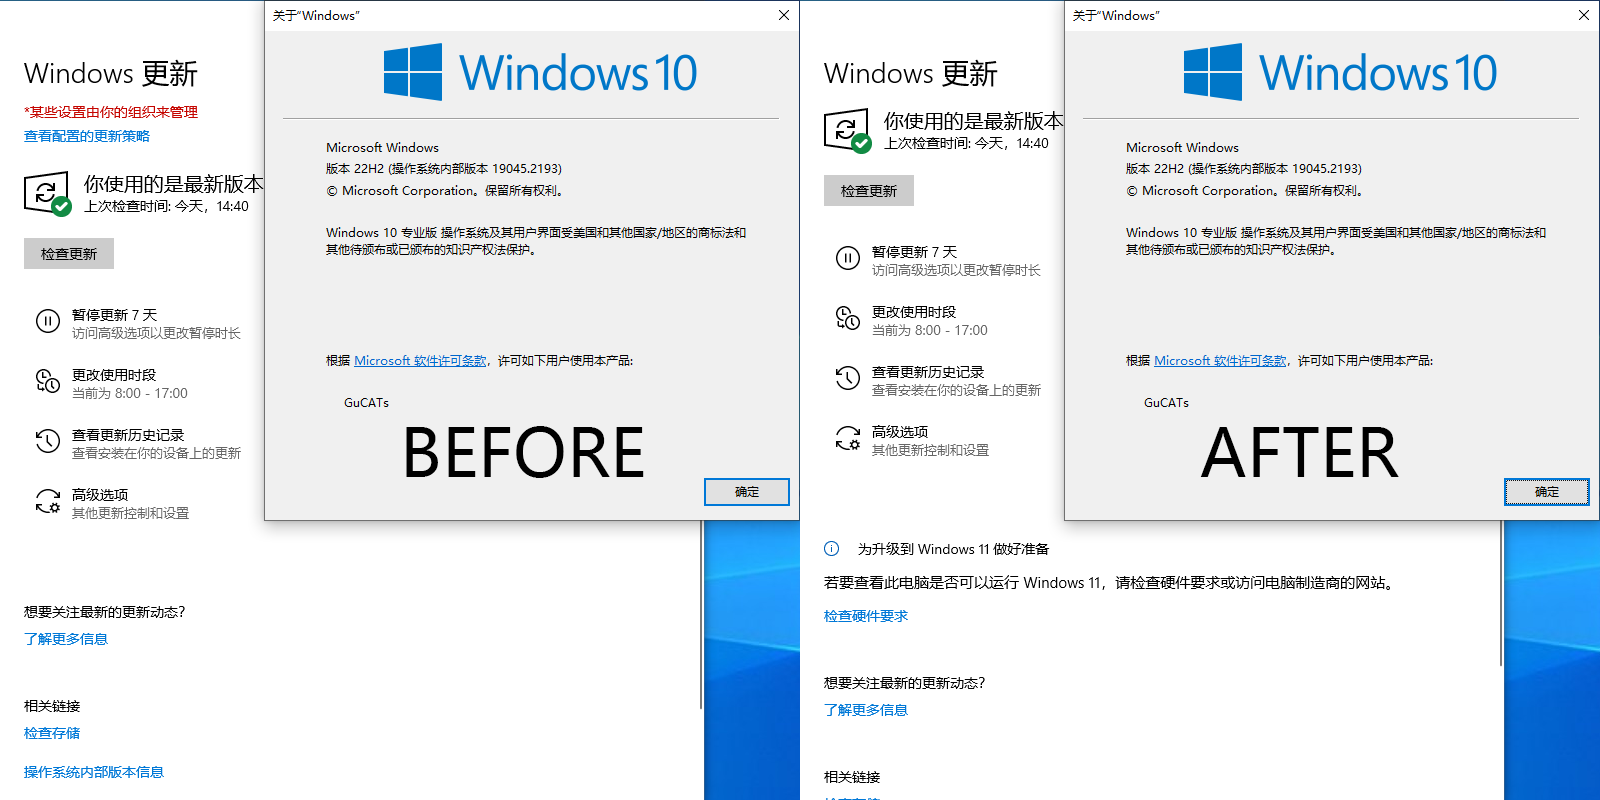 关于"Windows"
Windows 10
Windows 更新
*某些设置由你的组织来管理
查看配置的更新策略
你使用的是最新版本
上次检查时间: 今天，14:40
检查更新
暂停更新 7 天
访问高级选项以更改暂停时长
更改使用时段
当前为 8:00 - 17:00
查看更新历史记录
查看安装在你的设备上的更新
高级选项
其他更新控制和设置
Microsoft Windows
版本 22H2 (操作系统内部版本 19045.2193)
© Microsoft Corporation。保留所有权利。
Windows 10 专业版 操作系统及其用户界面受美国和其他国家/地区的商标法和
其他待颁布或已颁布的知识产权法保护。
根据 Microsoft 软件许可条款，许可如下用户使用本产品:
GuCATs
BEFORE
确定
想要关注最新的更新动态?
了解更多信息
相关链接
检查存储
操作系统内部版本信息
关于"Windows"
Windows 10
Windows 更新
你使用的是最新版本
上次检查时间: 今天，14:40
检查更新
暂停更新 7 天
访问高级选项以更改暂停时长
更改使用时段
当前为 8:00 - 17:00
查看更新历史记录
查看安装在你的设备上的更新
高级选项
其他更新控制和设置
Microsoft Windows
版本 22H2 (操作系统内部版本 19045.2193)
© Microsoft Corporation。保留所有权利。
Windows 10 专业版 操作系统及其用户界面受美国和其他国家/地区的商标法和
其他待颁布或已颁布的知识产权法保护。
根据 Microsoft 软件许可条款，许可如下用户使用本产品:
GuCATs
AFTER
确定
为升级到 Windows 11 做好准备
若要查看此电脑是否可以运行 Windows 11，请检查硬件要求或访问电脑制造商的网站。
检查硬件要求
想要关注最新的更新动态?
了解更多信息
相关链接